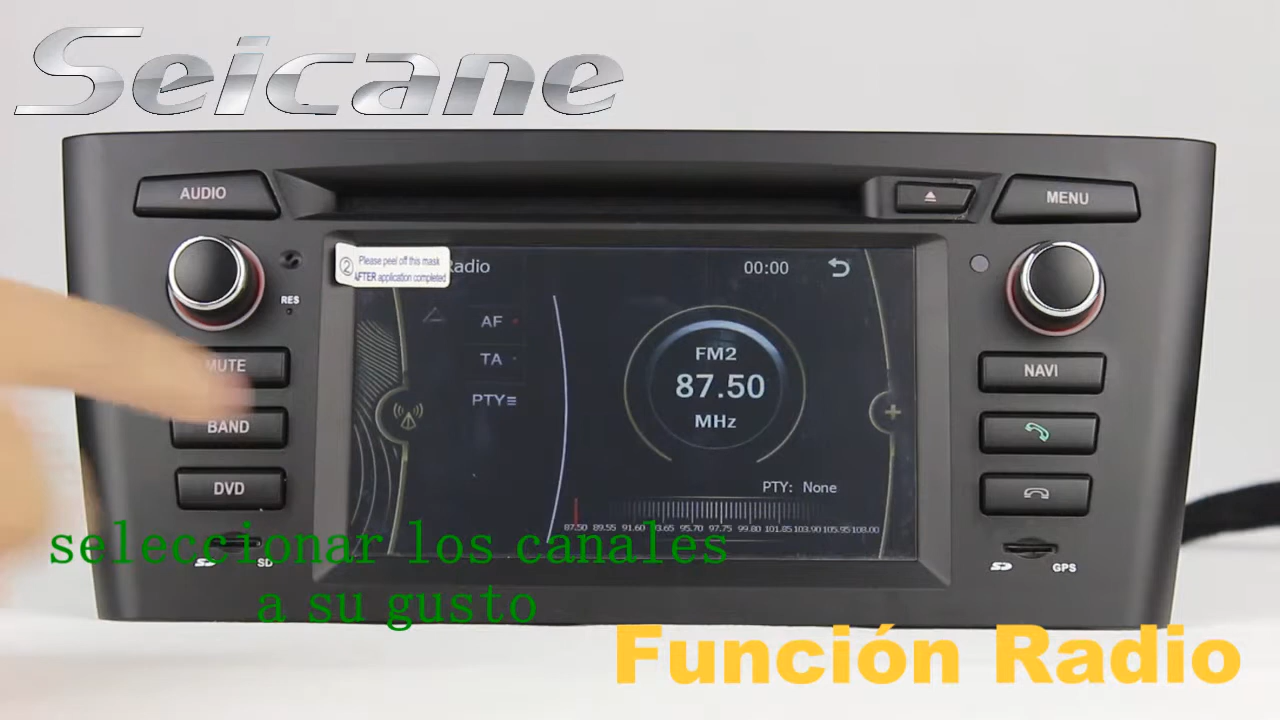 Seicane
AUDIO
MENU
② Please peel off this mask
AFTER application completed
Radio
00:00
RES
AF
TA
PTY
FM2
87.50
MHz
MUTE
BAND
DVD
NAVI
PTY: None
87.50 89.55 91.60 93.65 95.70 97.75 99.80 101.85 103.90 105.95 108.00
seleccionar los canales
a su gusto
SD
SD
GPS
Función Radio